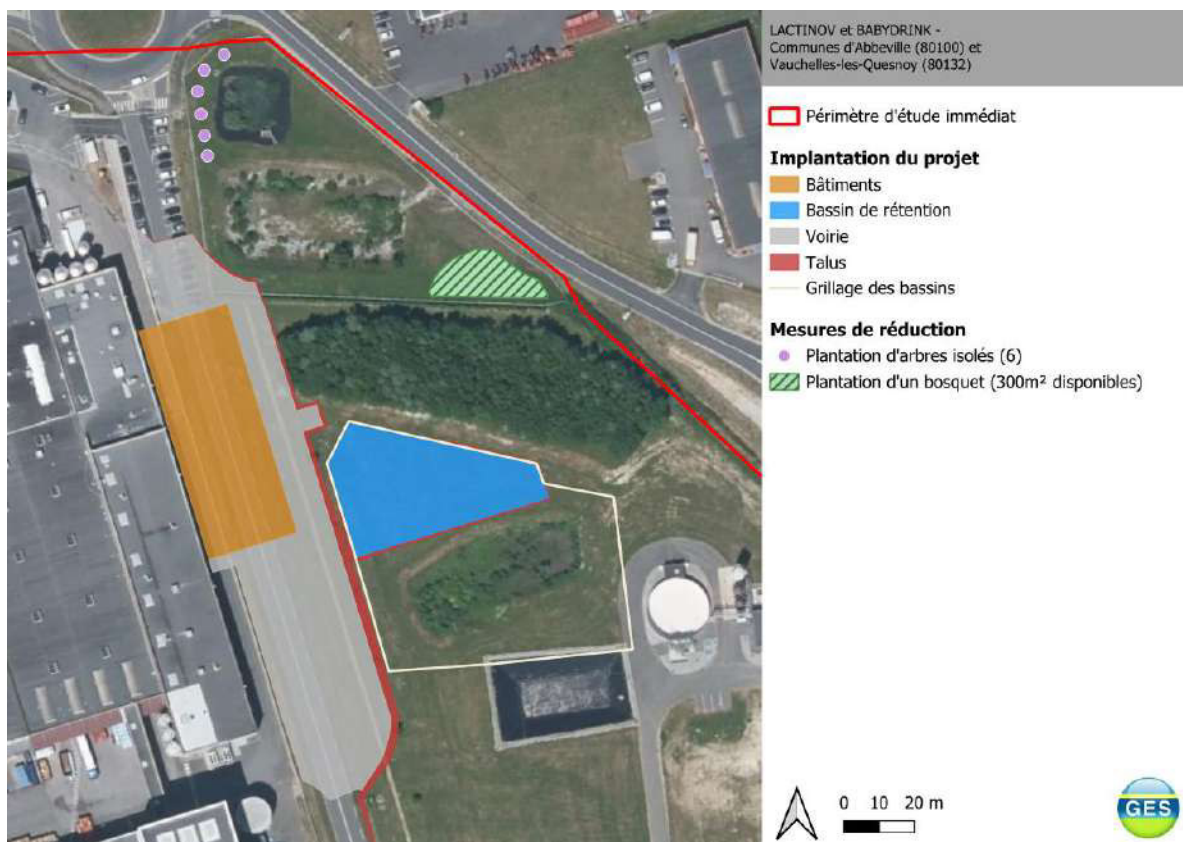 LACTINOV et BABYDRINK -
Communes d'Abbeville (80100) et
Vauchelles-les-Quesnoy (80132)
Périmètre d'étude immédiat
Implantation du projet
Bâtiments
Bassin de rétention
Voirie
Talus
Grillage des bassins
Mesures de réduction
Plantation d'arbres isolés (6)
Plantation d'un bosquet (300m² disponibles)
0 10 20 m
GES